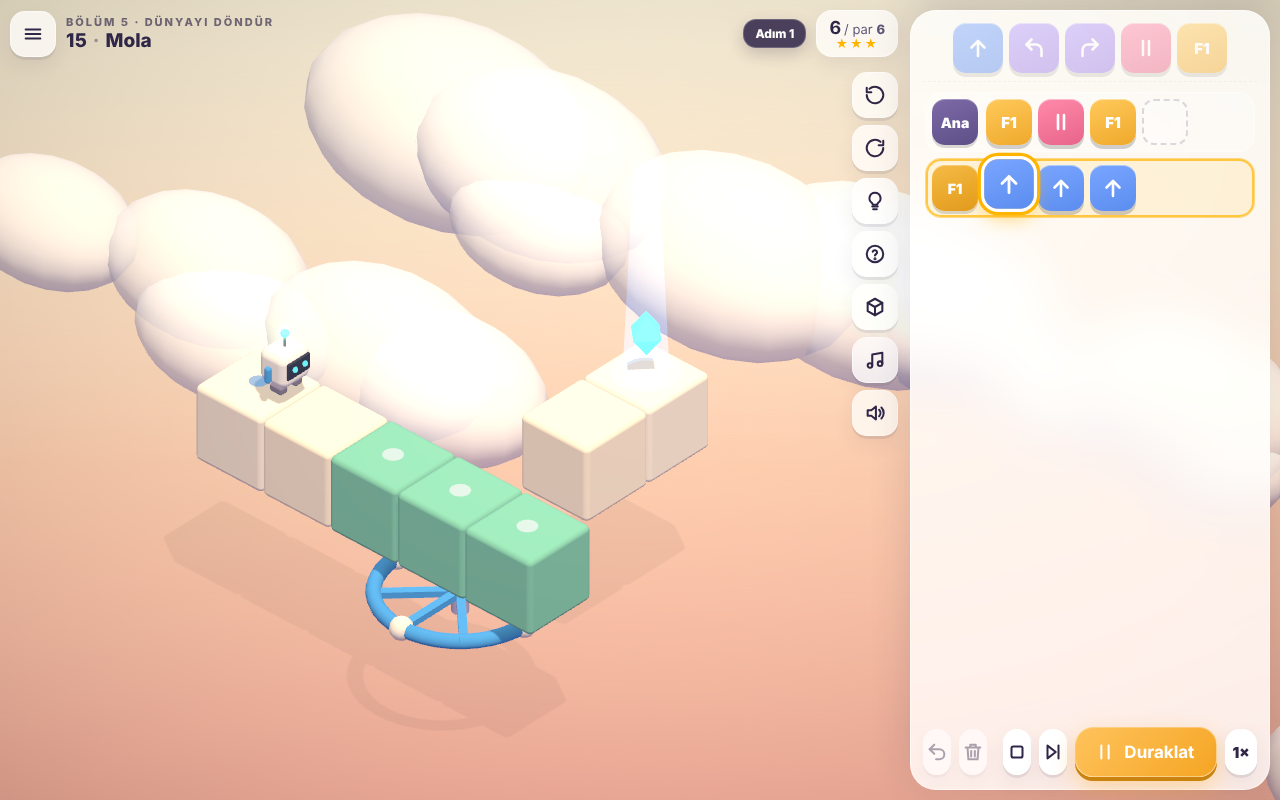 BÖLÜM 5 · DÜNYAYI DÖNDÜR
15 · Mola
Adım 1
6 / par 6
★★★
F1
Ana F1 F1
F1
Duraklat
1×